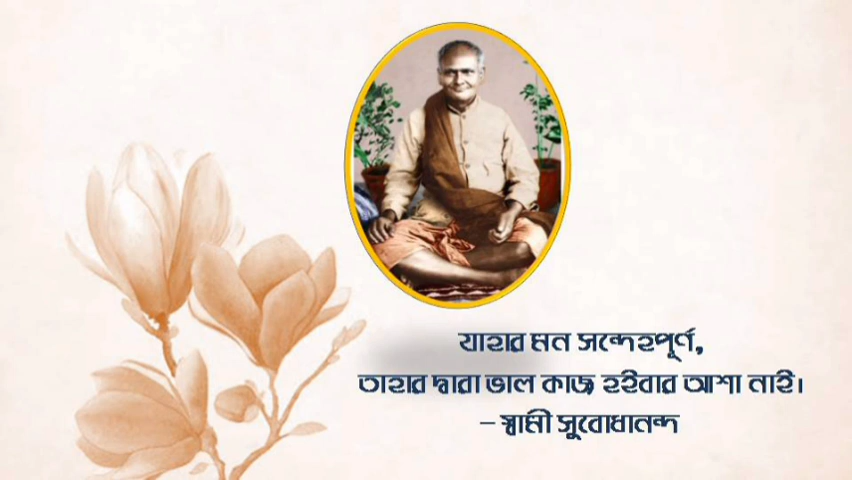 যাহার মন সন্দেহপূর্ণ,
তাহার দ্বারা ভাল কাজ হইবার আশা নাই।
– স্বামী সুবোধানন্দ